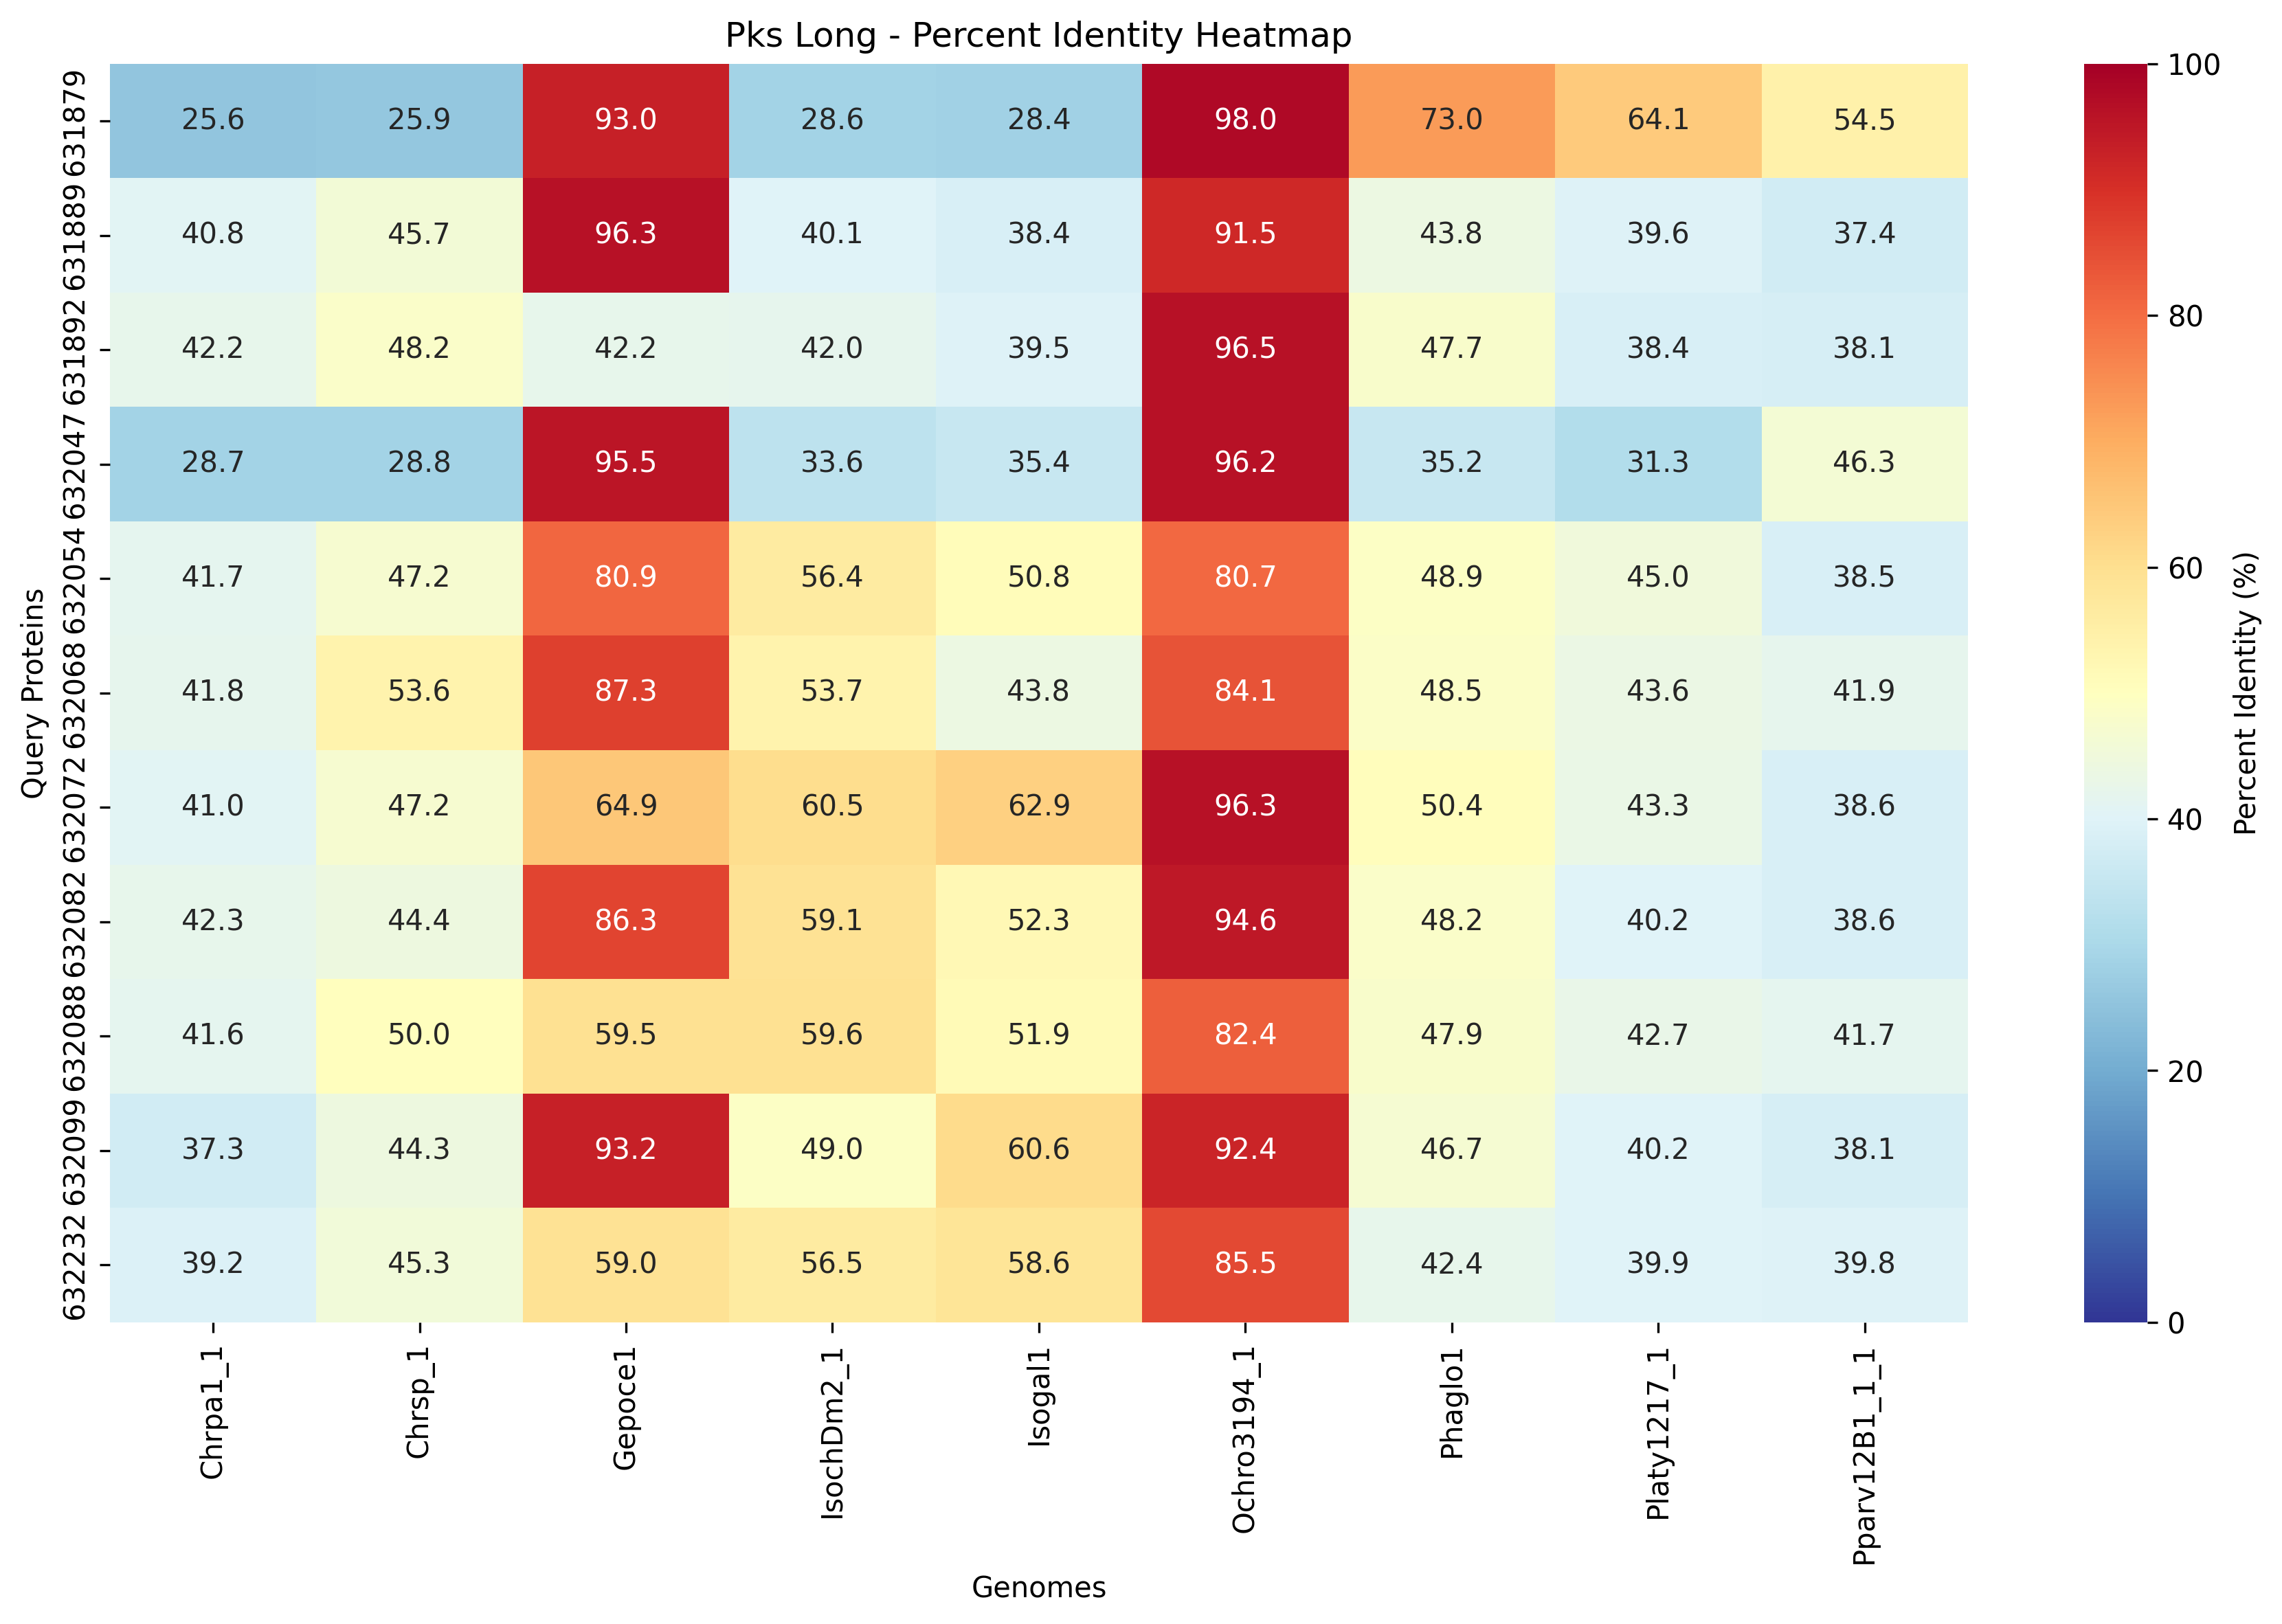 Pks Long - Percent Identity Heatmap
Query Proteins
631879 25.6 25.9 93.0 28.6 28.4 98.0 73.0 64.1 54.5
631889 40.8 45.7 96.3 40.1 38.4 91.5 43.8 39.6 37.4
631892 42.2 48.2 42.2 42.0 39.5 96.5 47.7 38.4 38.1
632047 28.7 28.8 95.5 33.6 35.4 96.2 35.2 31.3 46.3
632054 41.7 47.2 80.9 56.4 50.8 80.7 48.9 45.0 38.5
632068 41.8 53.6 87.3 53.7 43.8 84.1 48.5 43.6 41.9
632072 41.0 47.2 64.9 60.5 62.9 96.3 50.4 43.3 38.6
632082 42.3 44.4 86.3 59.1 52.3 94.6 48.2 40.2 38.6
632088 41.6 50.0 59.5 59.6 51.9 82.4 47.9 42.7 41.7
632099 37.3 44.3 93.2 49.0 60.6 92.4 46.7 40.2 38.1
632232 39.2 45.3 59.0 56.5 58.6 85.5 42.4 39.9 39.8
Chrpa1_1 Chrsp_1 Gepoce1 IsochDm2_1 Isogal1 Ochro3194_1 Phaglo1 Platy1217_1 Pparv12B1_1_1
Genomes
100
80
60
40
20
0
Percent Identity (%)